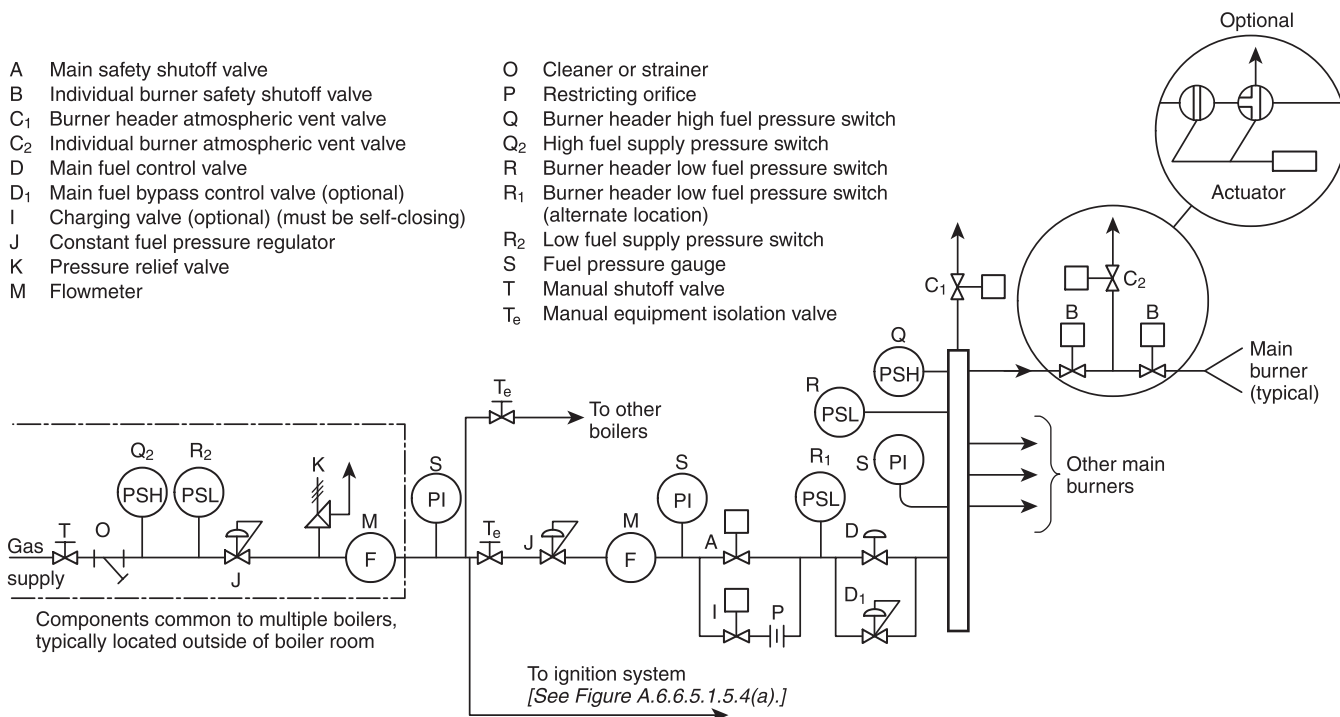 A Main safety shutoff valve
B Individual burner safety shutoff valve
C₁ Burner header atmospheric vent valve
C₂ Individual burner atmospheric vent valve
D Main fuel control valve
D₁ Main fuel bypass control valve (optional)
I Charging valve (optional) (must be self-closing)
J Constant fuel pressure regulator
K Pressure relief valve
M Flowmeter
O Cleaner or strainer
P Restricting orifice
Q Burner header high fuel pressure switch
Q₂ High fuel supply pressure switch
R Burner header low fuel pressure switch
R₁ Burner header low fuel pressure switch
(alternate location)
R₂ Low fuel supply pressure switch
S Fuel pressure gauge
T Manual shutoff valve
Tₑ Manual equipment isolation valve
Optional
Actuator
C₁
C₂
B
B
Main
burner
(typical)
Q
PSH
R
PSL
S
PI
Other main
burners
Tₑ
To other
boilers
Q₂
PSH
R₂
PSL
K
M
F
S
PI
S
PI
R₁
PSL
Gas
supply
T
O
J
Tₑ
J
M
F
A
D
I
P
D₁
Components common to multiple boilers,
typically located outside of boiler room
To ignition system
[See Figure A.6.6.5.1.5.4(a).]